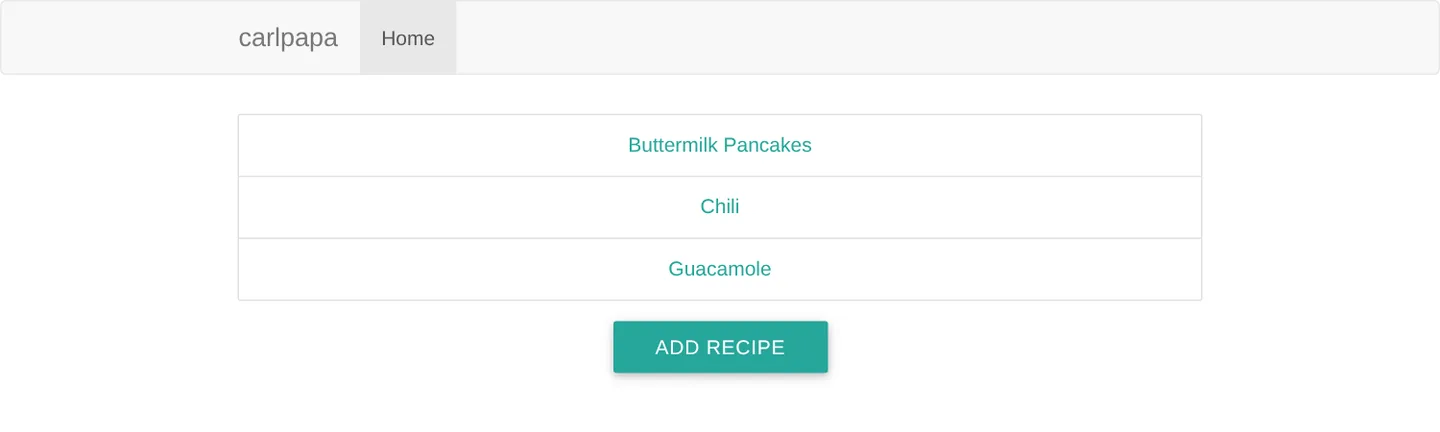 carlpapa Home
Buttermilk Pancakes
Chili
Guacamole
ADD RECIPE